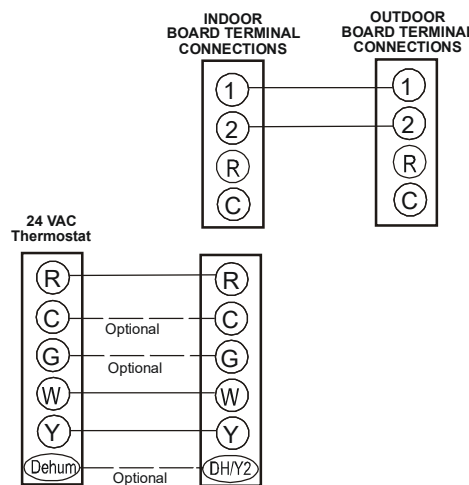 INDOOR
BOARD TERMINAL
CONNECTIONS
OUTDOOR
BOARD TERMINAL
CONNECTIONS
1 1
2 2
R R
C C
24 VAC
Thermostat
R R
C Optional C
G Optional G
W W
Y Y
Dehum Optional DH/Y2